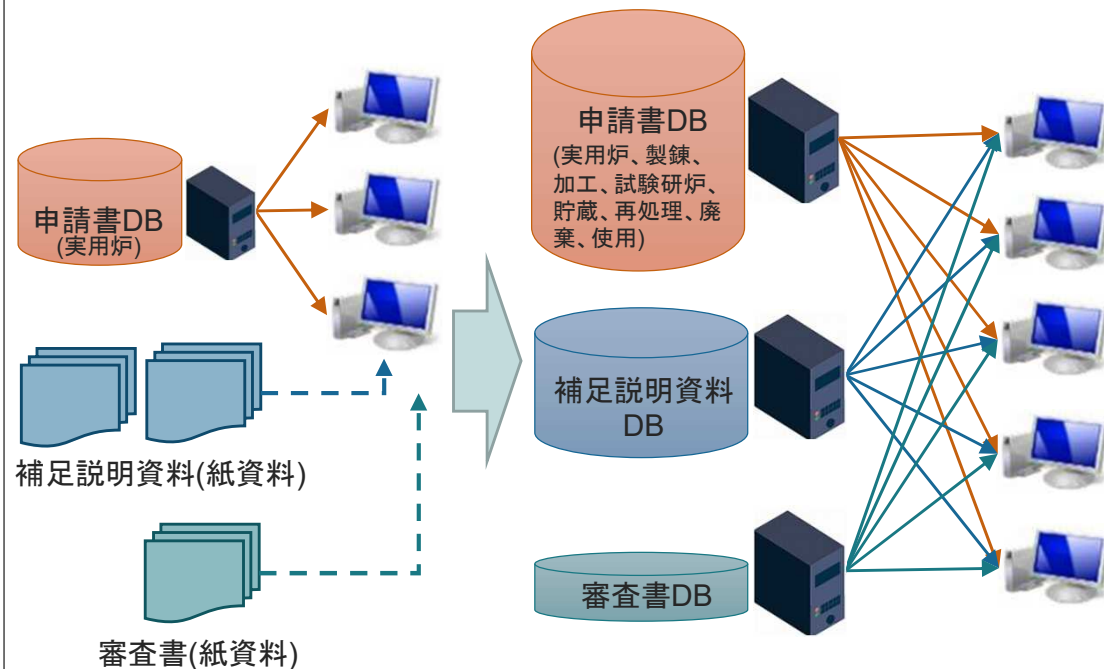 申請書DB
(実用炉)
補足説明資料(紙資料)
審査書(紙資料)
申請書DB
(実用炉、製錬、
加工、試験研炉、
貯蔵、再処理、廃
棄、使用)
補足説明資料
DB
審査書DB